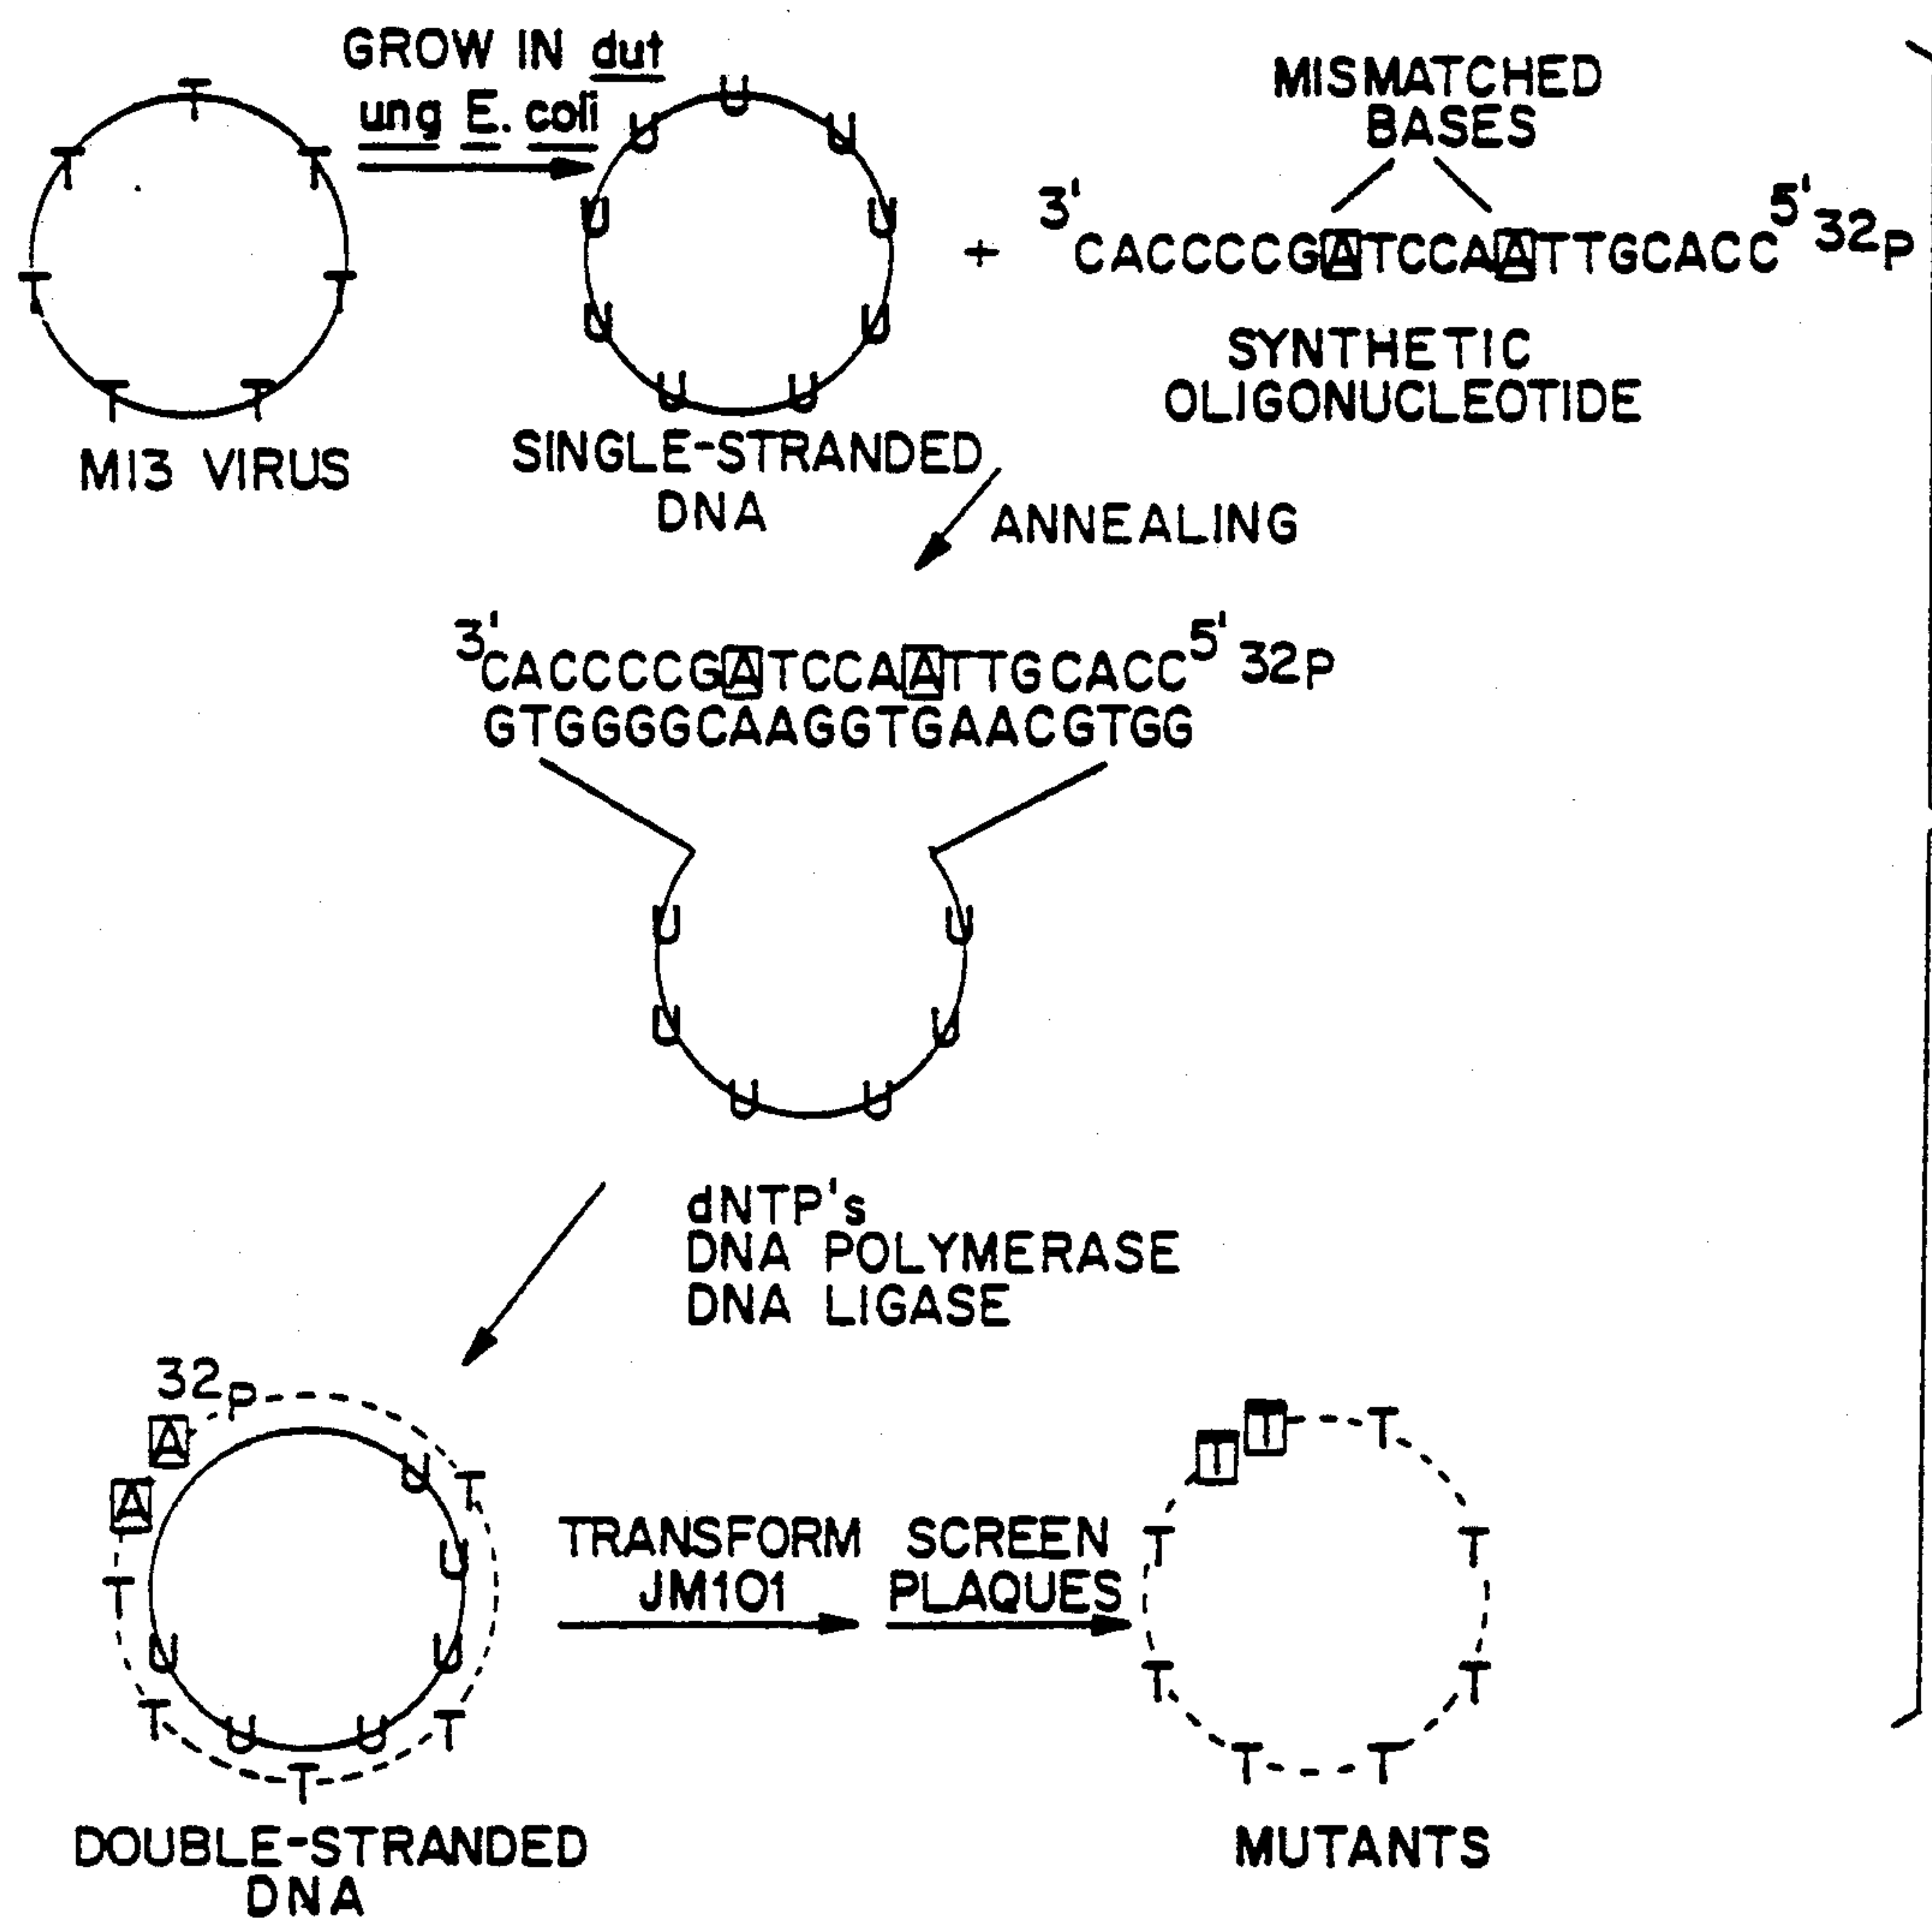 GROW IN dut
ung E. coli
T
T
T
T
T
T
T
M13 VIRUS
U
U
U
U
U
U
U
U
U
SINGLE-STRANDED
DNA
+
MISMATCHED
BASES
3' CACCCCGATCCAATTGCACC 5' 32P
SYNTHETIC
OLIGONUCLEOTIDE
ANNEALING
3' CACCCCGATCCAATTGCACC 5' 32P
GTGGGGCAAGGTGAACGTGG
U
U
U
U
U
U
dNTP's
DNA POLYMERASE
DNA LIGASE
32P
A
A
U
T
U
T
U
U
T
T
U
U
T
DOUBLE-STRANDED
DNA
TRANSFORM
JM101
SCREEN
PLAQUES
T
T
T
T
T
T
T
T
T
MUTANTS